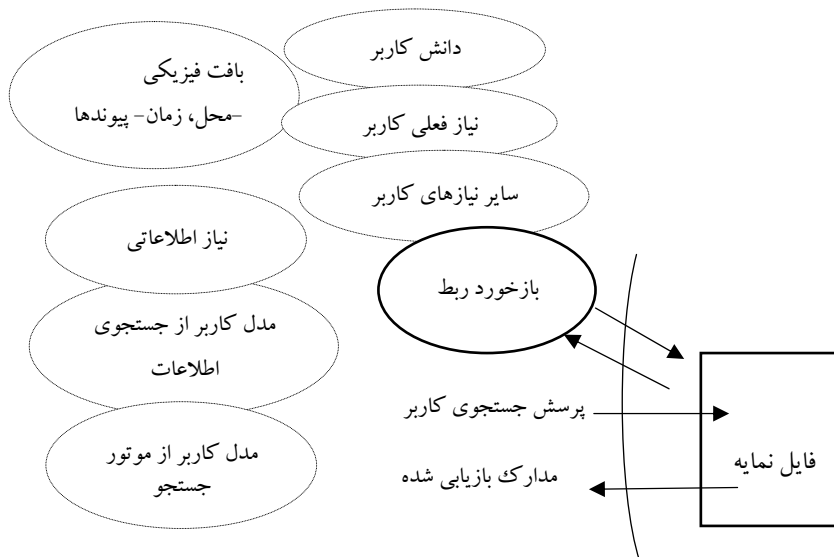 دانش کاربر
بافت فیزیکی
-محل، زمان- پیوندها
نیاز فعلی کاربر
سایر نیازهای کاربر
نیاز اطلاعاتی
بازخورد ربط
مدل کاربر از جستجوی
اطلاعات
پرسش جستجوی کاربر
مدل کاربر از موتور
جستجو
فایل نمایه
مدارک بازیابی شده